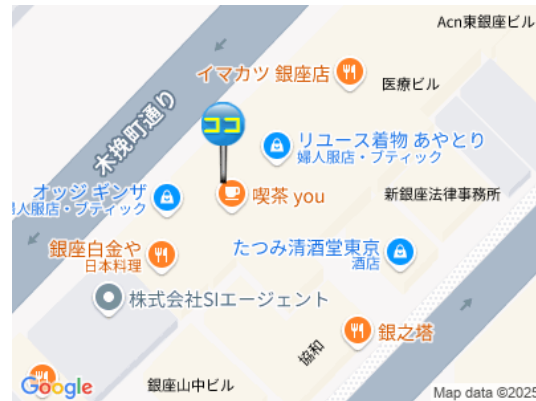 Acn東銀座ビル
イマカツ 銀座店
医療ビル
木挽町通り
ココ
リユース着物 あやとり
婦人服店・ブティック
オッジ ギンザ
人服店・ブティック
喫茶 you
新銀座法律事務所
銀座白金や
日本料理
たつみ清酒堂東京
酒店
株式会社SIエージェント
銀之塔
協和
銀座山中ビル
Google
Map data ©2025